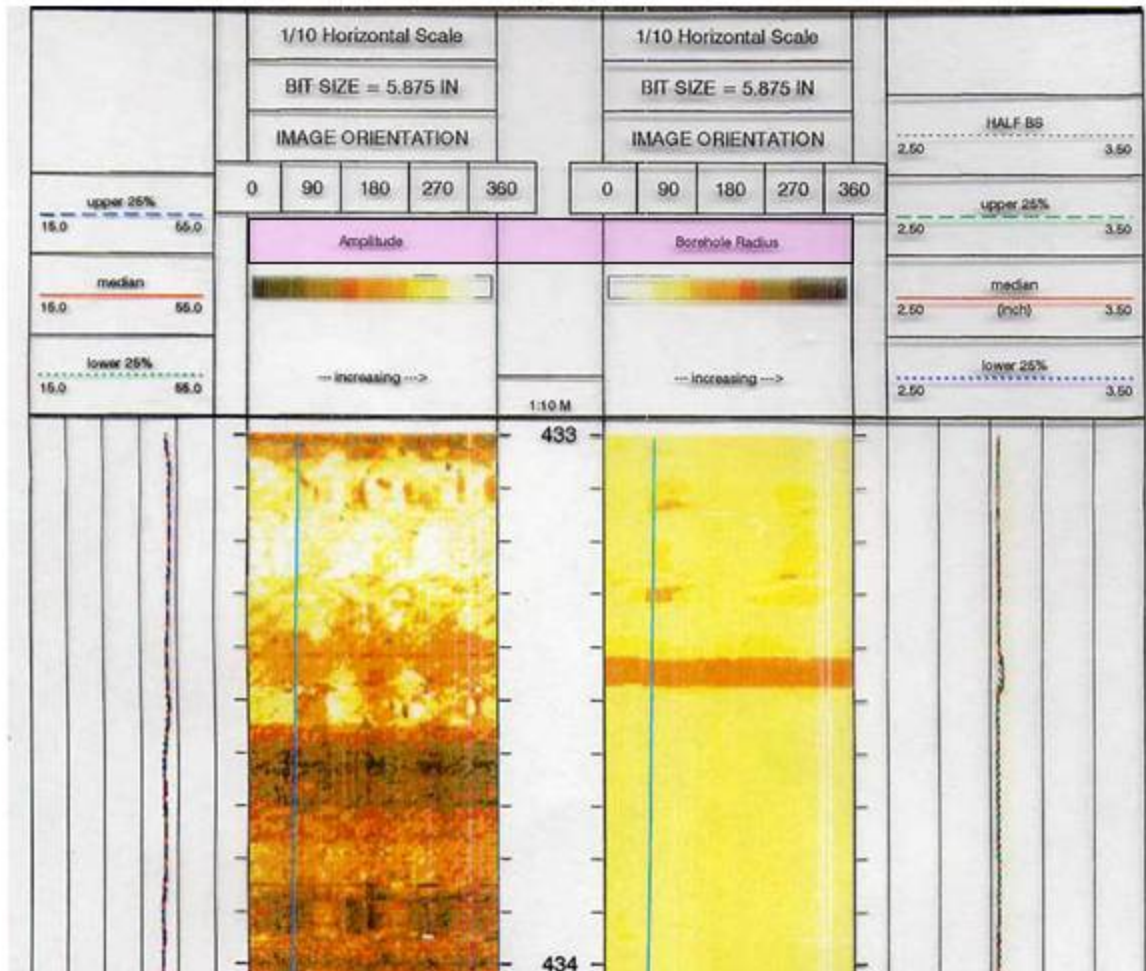 1/10 Horizontal Scale
BIT SIZE = 5.875 IN
IMAGE ORIENTATION
0 90 180 270 360
1/10 Horizontal Scale
BIT SIZE = 5.875 IN
IMAGE ORIENTATION
0 90 180 270 360
upper 25%
15.0 55.0
median
15.0 55.0
lower 25%
15.0 55.0
Amplitude
--- increasing --->
1:10 M
Borehole Radius
--- increasing --->
HALF BS
2.50 3.50
upper 25%
2.50 3.50
median
(inch)
2.50 3.50
lower 25%
2.50 3.50
433
434